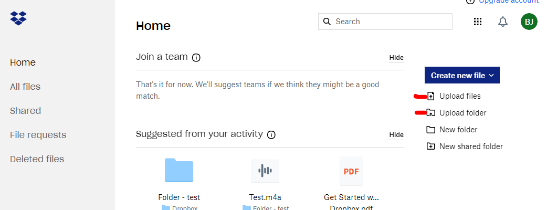 Upgrade account
Home
Search
BJ
Join a team
Hide
Home
That's it for now. We'll suggest teams if we think they might be a good
match.
All files
Shared
File requests
Deleted files
Create new file
Upload files
Upload folder
New folder
New shared folder
Suggested from your activity
Hide
Folder - test
Dropbox
Test.m4a
Folder - test
PDF
Get Started w...
Dropbox.pdf